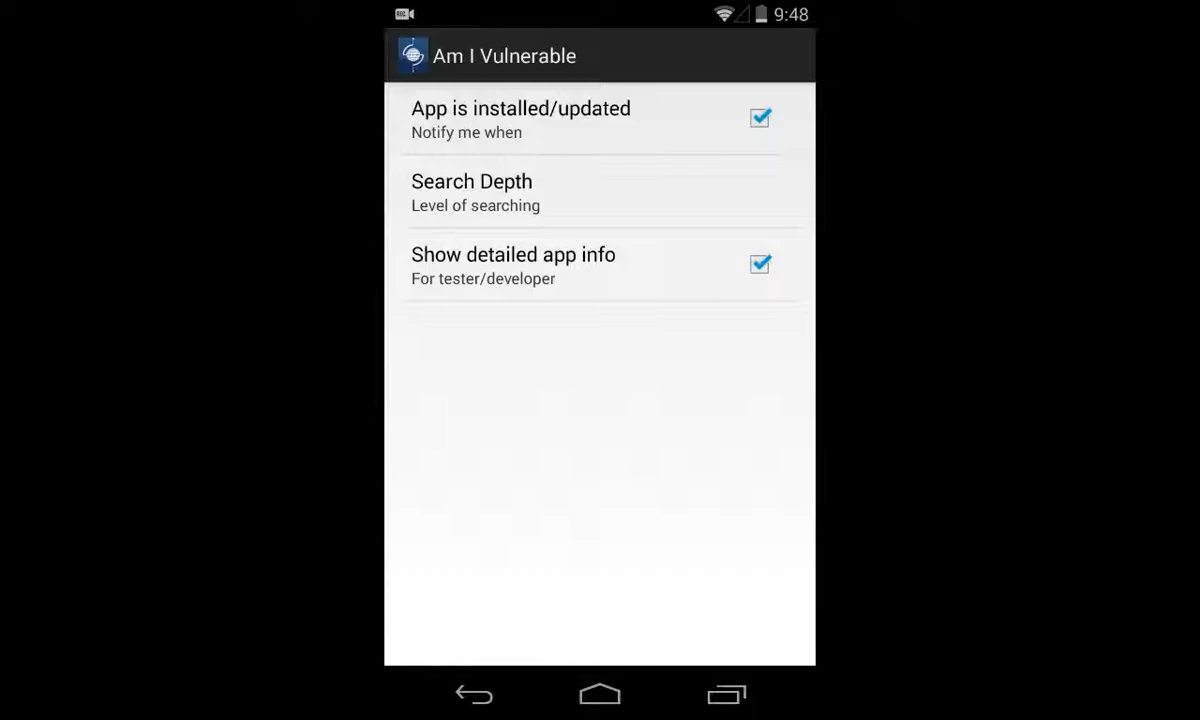 9:48
Am I Vulnerable
App is installed/updated
Notify me when
Search Depth
Level of searching
Show detailed app info
For tester/developer